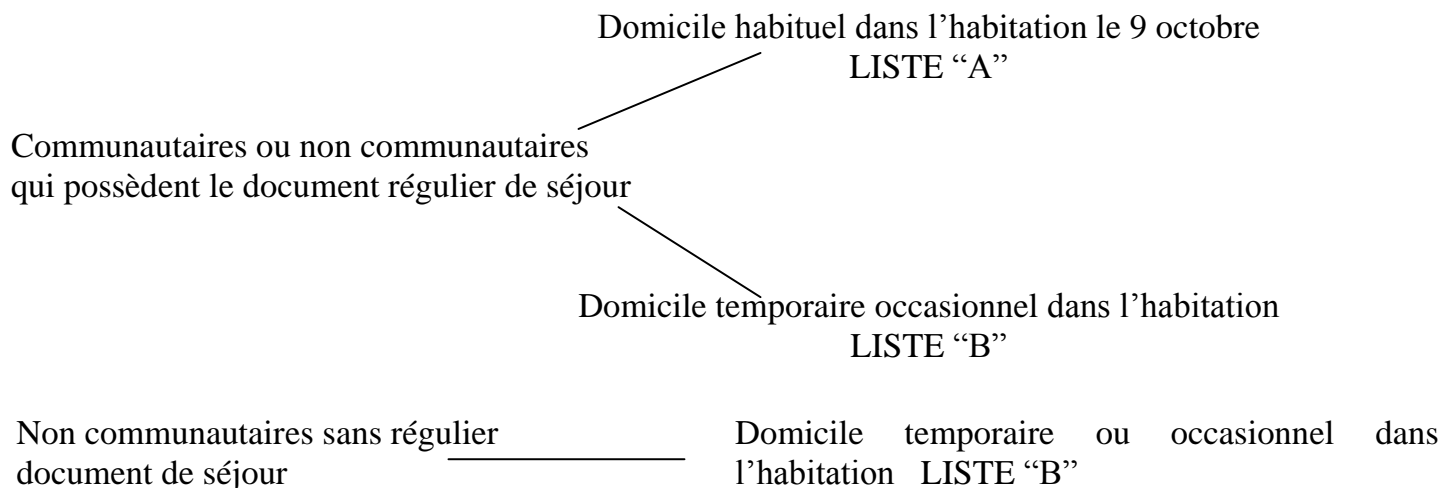 Domicile habituel dans l’habitation le 9 octobre
LISTE “A”
Communautaires ou non communautaires
qui possèdent le document régulier de séjour
Domicile temporaire occasionnel dans l’habitation
LISTE “B”
Non communautaires sans régulier
document de séjour
Domicile temporaire ou occasionnel dans
l’habitation LISTE “B”